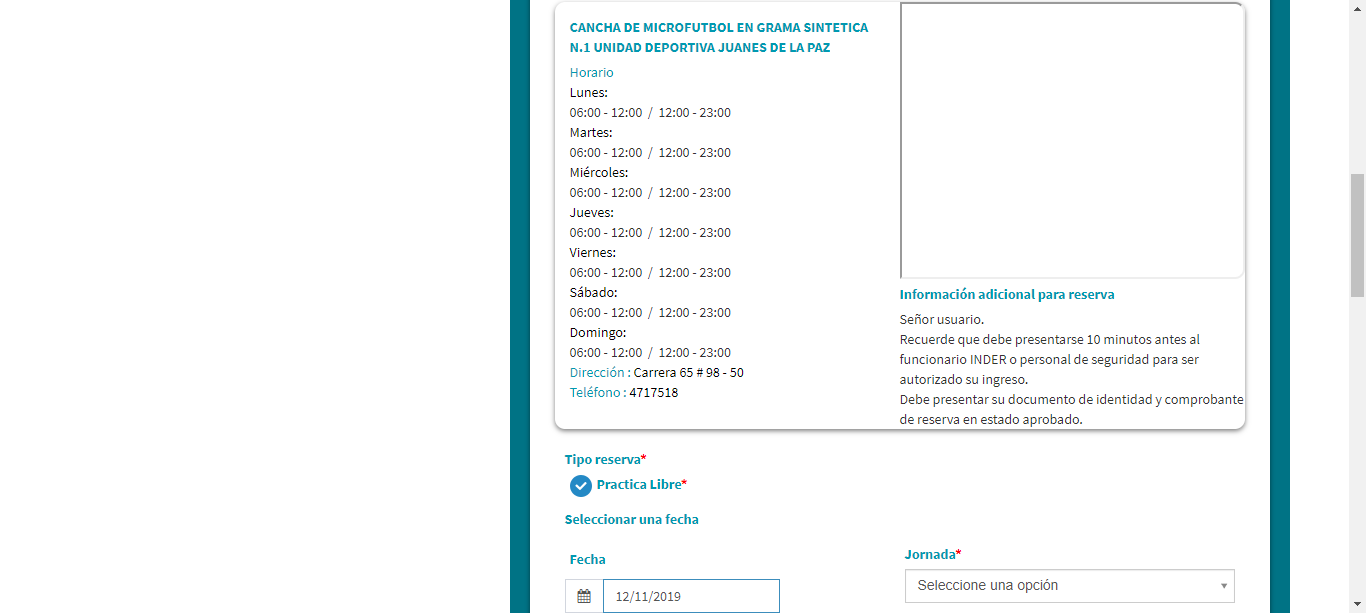 CANCHA DE MICROFUTBOL EN GRAMA SINTETICA
N.1 UNIDAD DEPORTIVA JUANES DE LA PAZ
Horario
Lunes:
06:00 - 12:00 / 12:00 - 23:00
Martes:
06:00 - 12:00 / 12:00 - 23:00
Miércoles:
06:00 - 12:00 / 12:00 - 23:00
Jueves:
06:00 - 12:00 / 12:00 - 23:00
Viernes:
06:00 - 12:00 / 12:00 - 23:00
Sábado:
06:00 - 12:00 / 12:00 - 23:00
Domingo:
06:00 - 12:00 / 12:00 - 23:00
Dirección : Carrera 65 # 98 - 50
Teléfono : 4717518
Información adicional para reserva
Señor usuario.
Recuerde que debe presentarse 10 minutos antes al
funcionario INDER o personal de seguridad para ser
autorizado su ingreso.
Debe presentar su documento de identidad y comprobante
de reserva en estado aprobado.
Tipo reserva*
Practica Libre*
Seleccionar una fecha
Fecha
12/11/2019
Jornada*
Seleccione una opción